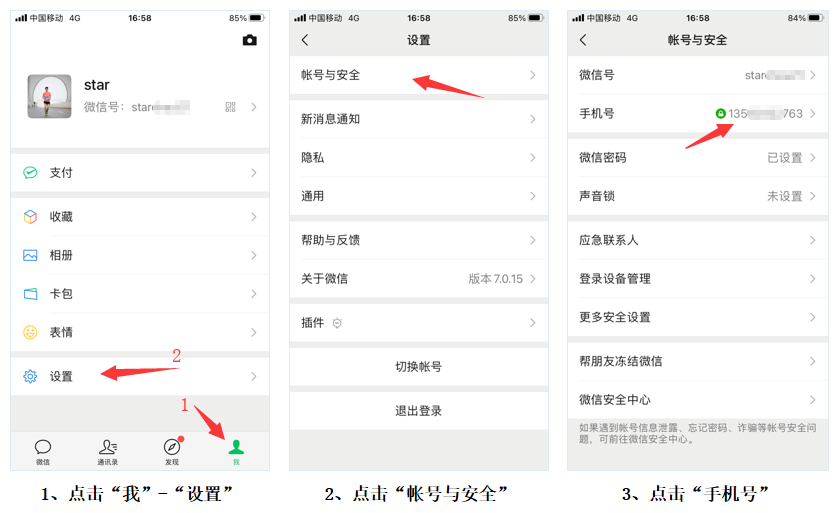 中国移动 4G 16:58 85%
star
微信号：star
支付
收藏
相册
卡包
表情
设置
2
1
微信 通讯录 发现 我
1、点击“我”-“设置”
中国移动 4G 16:58 85%
设置
帐号与安全
新消息通知
隐私
通用
帮助与反馈
关于微信 版本 7.0.15
插件
切换帐号
退出登录
2、点击“帐号与安全”
中国移动 4G 16:58 84%
帐号与安全
微信号 star
手机号 135 763
微信密码 已设置
声音锁 未设置
应急联系人
登录设备管理
更多安全设置
帮朋友冻结微信
微信安全中心
如果遇到帐号信息泄露、忘记密码、诈骗等帐号安全问
题，可前往微信安全中心。
3、点击“手机号”